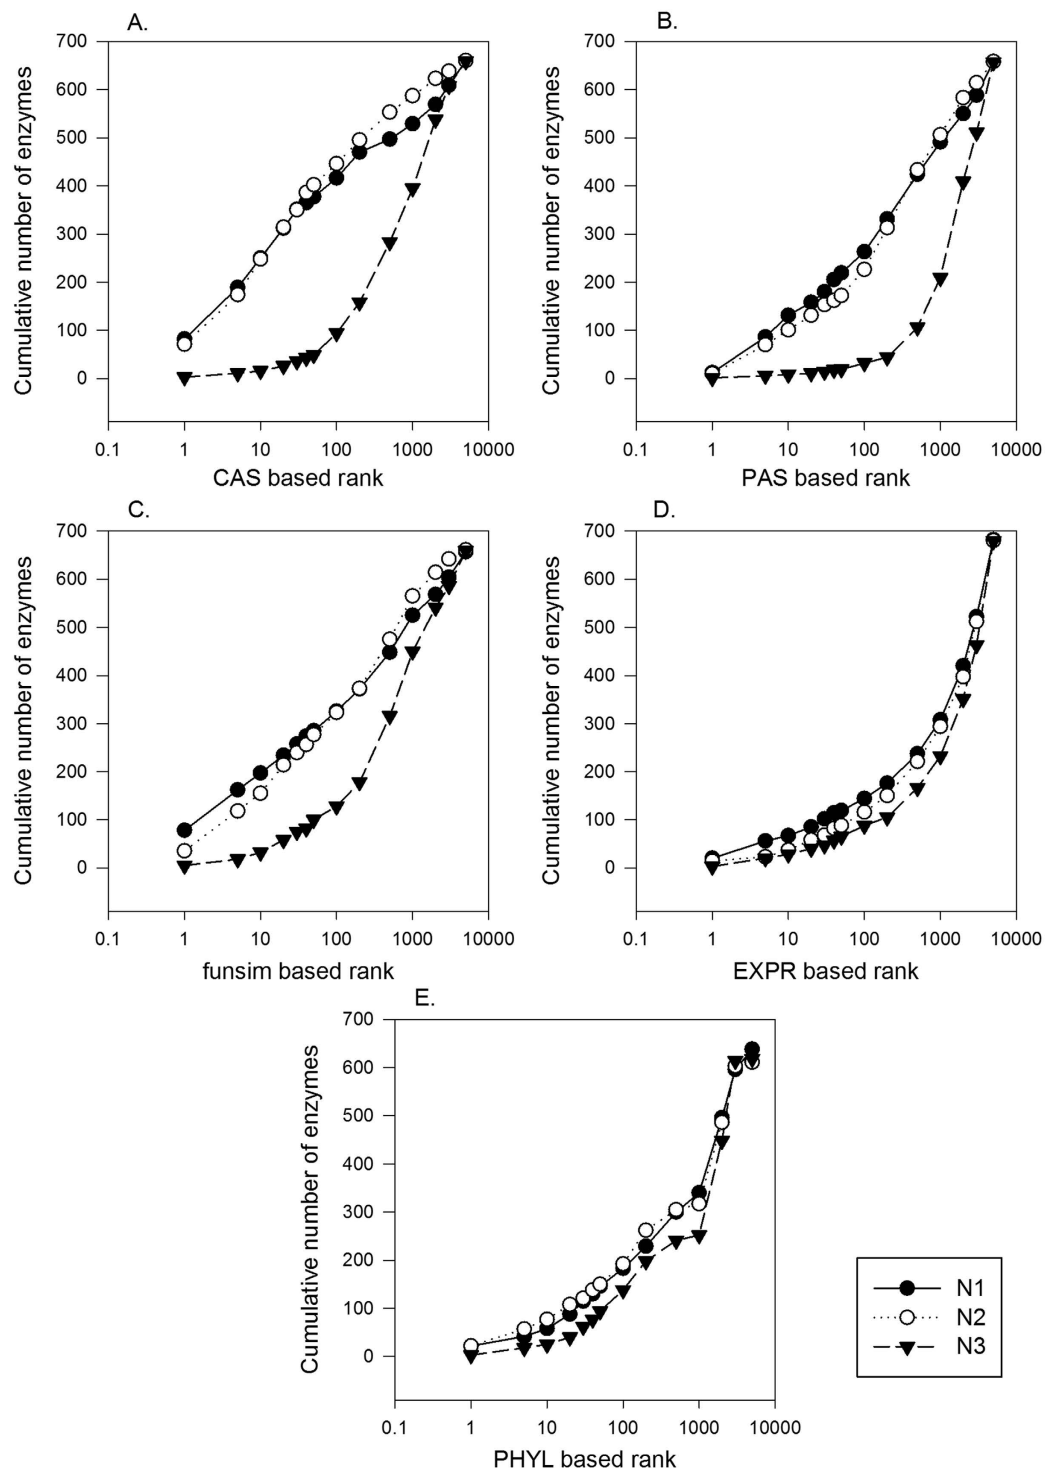 A.
Cumulative number of enzymes
700
600
500
400
300
200
100
0
0.1 1 10 100 1000 10000
CAS based rank
B.
Cumulative number of enzymes
700
600
500
400
300
200
100
0
0.1 1 10 100 1000 10000
PAS based rank
C.
Cumulative number of enzymes
700
600
500
400
300
200
100
0
0.1 1 10 100 1000 10000
funsim based rank
D.
Cumulative number of enzymes
700
600
500
400
300
200
100
0
0.1 1 10 100 1000 10000
EXPR based rank
E.
Cumulative number of enzymes
700
600
500
400
300
200
100
0
0.1 1 10 100 1000 10000
PHYL based rank
N1
N2
N3